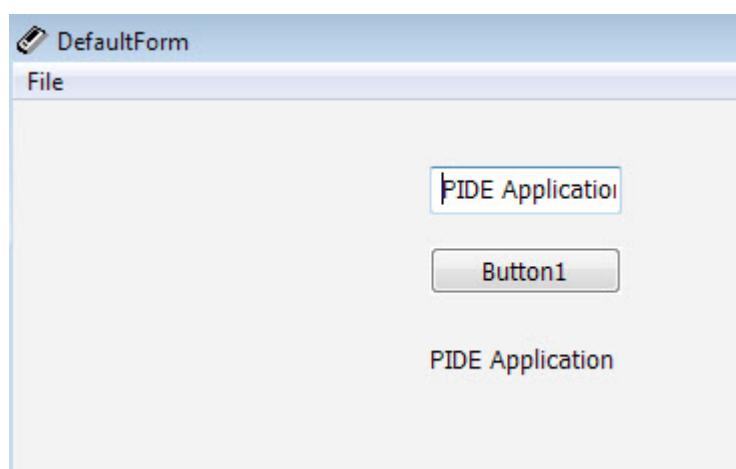 DefaultForm
File
PIDE Applicatio
Button1
PIDE Application